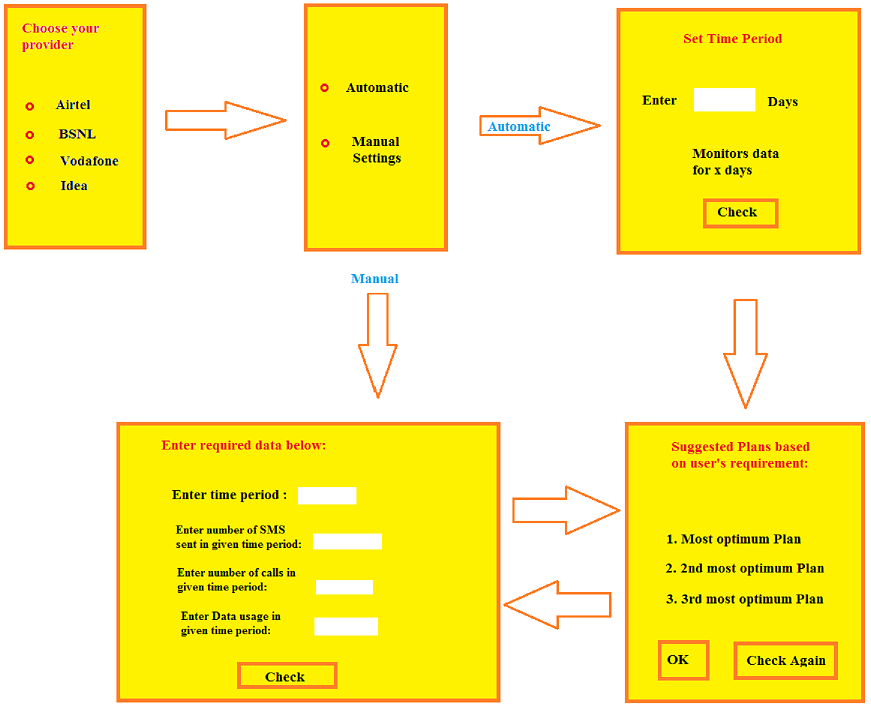 Choose your
provider
Airtel
BSNL
Vodafone
Idea
Automatic
Manual
Settings
Automatic
Set Time Period
Enter
Days
Monitors data
for x days
Check
Manual
Enter required data below:
Enter time period :
Enter number of SMS
sent in given time period:
Enter number of calls in
given time period:
Enter Data usage in
given time period:
Check
Suggested Plans based
on user's requirement:
1. Most optimum Plan
2. 2nd most optimum Plan
3. 3rd most optimum Plan
OK
Check Again